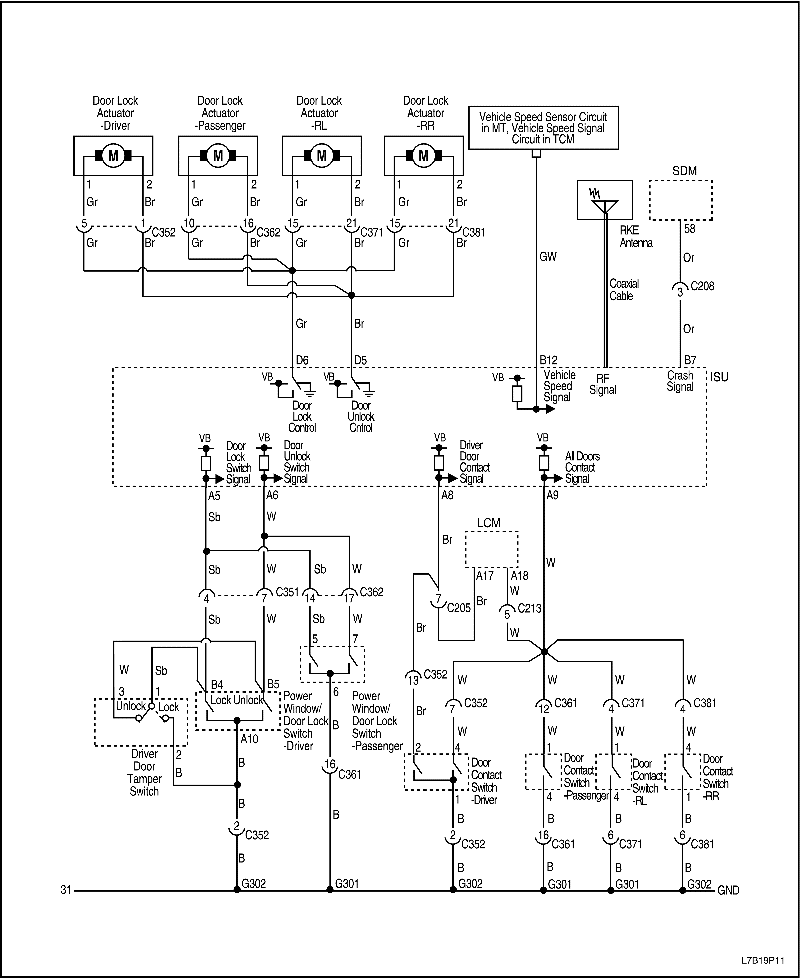 Door Lock
Actuator
-Driver
Door Lock
Actuator
-Passenger
Door Lock
Actuator
-RL
Door Lock
Actuator
-RR
Vehicle Speed Sensor Circuit
in MT, Vehicle Speed Signal
Circuit in TCM
M M M M
SDM
1 2 1 2 1 2 1 2
Gr Br Gr Br Gr Br Gr Br
5 1 C352 10 16 C362 15 21 C371 15 21 C381
Gr Br Gr Br Gr Br Gr Br
RKE
Antenna
58
GW
Or
Coaxial
Cable
3 C208
Gr Br
Or
D6 D5 B12 B7
ISU
VB
Door
Lock
Control
VB
Door
Unlock
Cntrol
VB
Vehicle
Speed
Signal
RF
Signal
Crash
Signal
VB
Door
Lock
Switch
Signal
VB
Door
Unlock
Switch
Signal
VB
Driver
Door
Contact
Signal
VB
All Doors
Contact
Signal
A5 A6 A8 A9
Sb W
LCM
Br
W
Sb W Sb W
A17 A18
W
4 7 C351 14 17 C362
7 C205
Br
5 C213
Sb W Sb W
Br
W
5 7
W Sb
13 C352
W W W W
3 1
B4 B5
6
7 C352 12 C361 4 C371 4 C381
Unlock Lock
Lock Unlock
Power
Window/
Door Lock
Switch
-Driver
B
Power
Window/
Door Lock
Switch
-Passenger
Br
W W W W
A10
2 4 1 1 4
Driver
Door
Tamper
Switch
2
B
B
16 C361
Door
Contact
Switch
-Driver
Door
Contact
Switch
-Passenger
Door
Contact
Switch
-RL
Door
Contact
Switch
-RR
1 4 4 1
B
B B B B
2 C352
2 C352 16 C361 6 C371 6 C381
B
B B B B
31 G302 G301 G302 G301 G301 G302 GND
L7B19P11